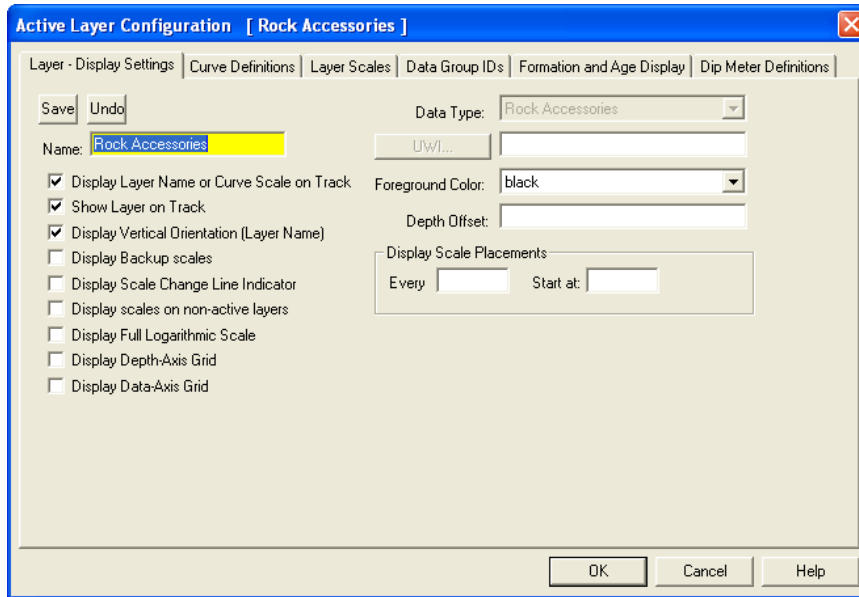 Active Layer Configuration [ Rock Accessories ]
Layer - Display Settings Curve Definitions Layer Scales Data Group IDs Formation and Age Display Dip Meter Definitions
Save Undo
Name: Rock Accessories
Display Layer Name or Curve Scale on Track
Show Layer on Track
Display Vertical Orientation (Layer Name)
Display Backup scales
Display Scale Change Line Indicator
Display scales on non-active layers
Display Full Logarithmic Scale
Display Depth-Axis Grid
Display Data-Axis Grid
Data Type: Rock Accessories
UWI...
Foreground Color: black
Depth Offset:
Display Scale Placements
Every Start at:
OK Cancel Help